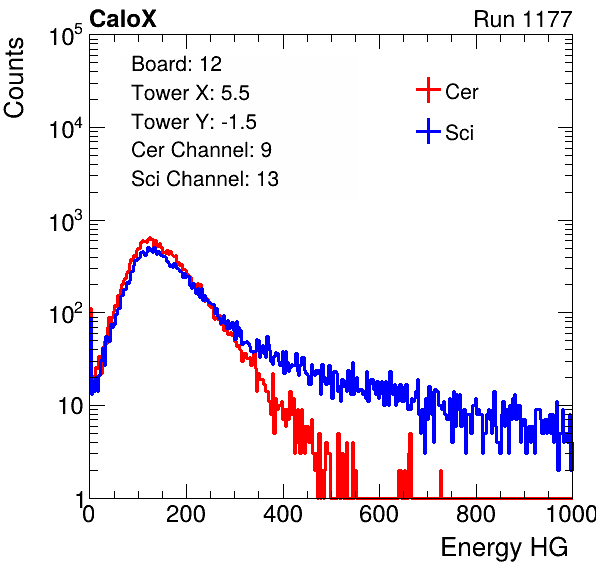 CaloX Run 1177
Counts
10^5
10^4
10^3
10^2
10
1
Board: 12
Tower X: 5.5
Tower Y: -1.5
Cer Channel: 9
Sci Channel: 13
Cer
Sci
0 200 400 600 800 1000
Energy HG